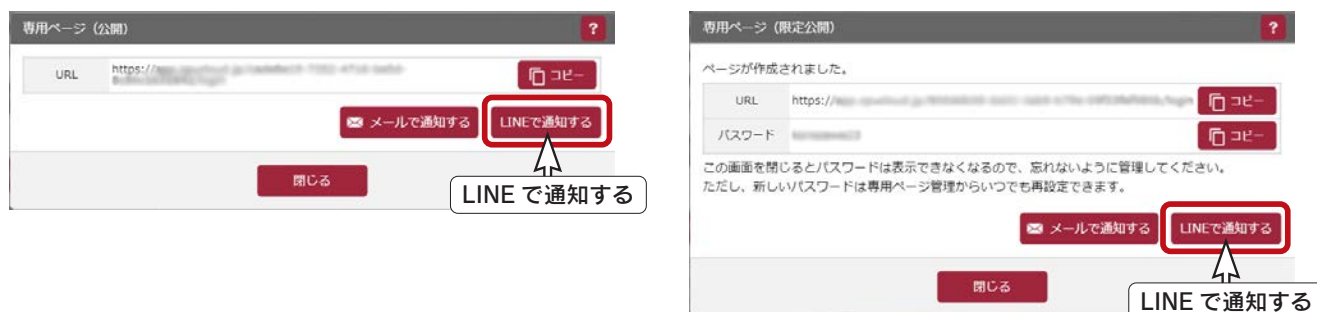 専用ページ（公開）
?
URL
https://
コピー
メールで通知する
LINEで通知する
閉じる
LINE で通知する
専用ページ（限定公開）
?
ページが作成されました。
URL
https://
コピー
パスワード
コピー
この画面を閉じるとパスワードは表示できなくなるので、忘れないように管理してください。
ただし、新しいパスワードは専用ページ管理からいつでも再設定できます。
メールで通知する
LINEで通知する
閉じる
LINE で通知する